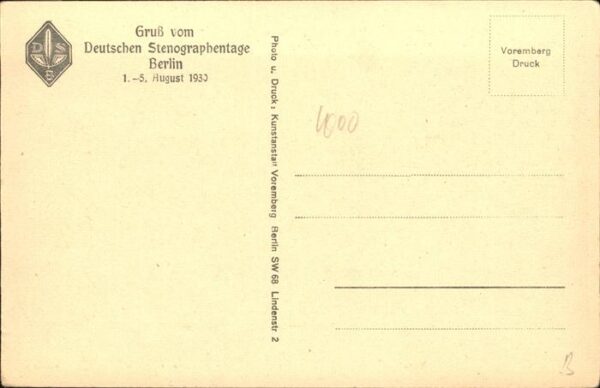 D S
B
Gruß vom
Deutschen Stenographentage
Berlin
1.–5. August 1930
Photo u. Druck: Kunstanstalt Voremberg Berlin SW 68 Lindenstr 2
Voremberg
Druck
4800
B